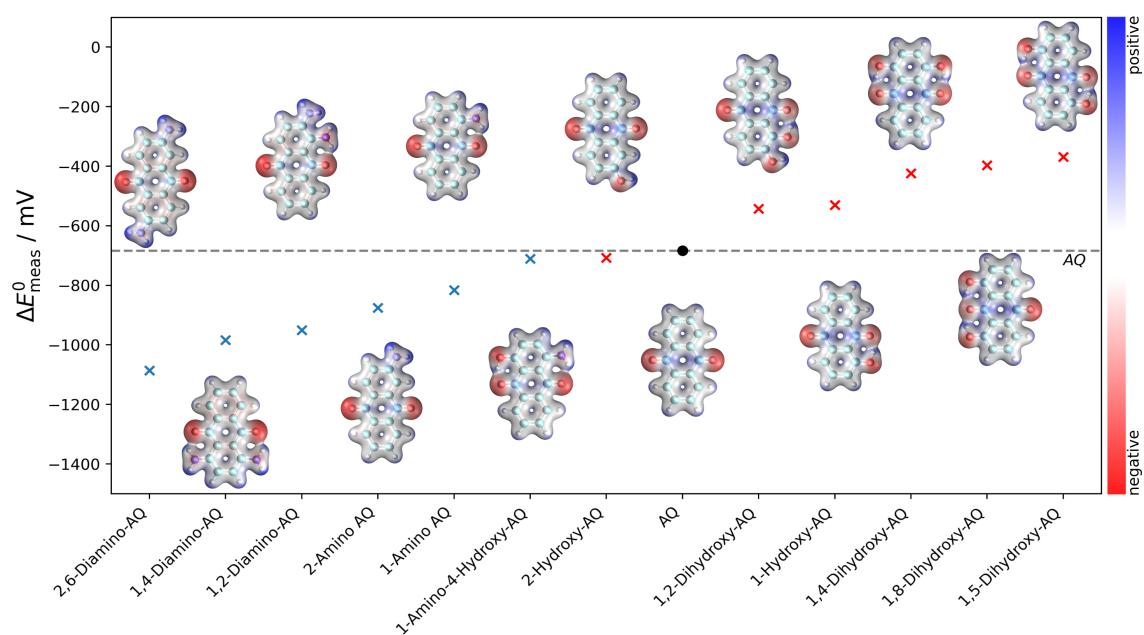 ΔE⁰meas / mV
0
−200
−400
−600
−800
−1000
−1200
−1400
AQ
2,6-Diamino-AQ
1,4-Diamino-AQ
1,2-Diamino-AQ
2-Amino AQ
1-Amino AQ
1-Amino-4-Hydroxy-AQ
2-Hydroxy-AQ
AQ
1,2-Dihydroxy-AQ
1-Hydroxy-AQ
1,4-Dihydroxy-AQ
1,8-Dihydroxy-AQ
1,5-Dihydroxy-AQ
positive
negative